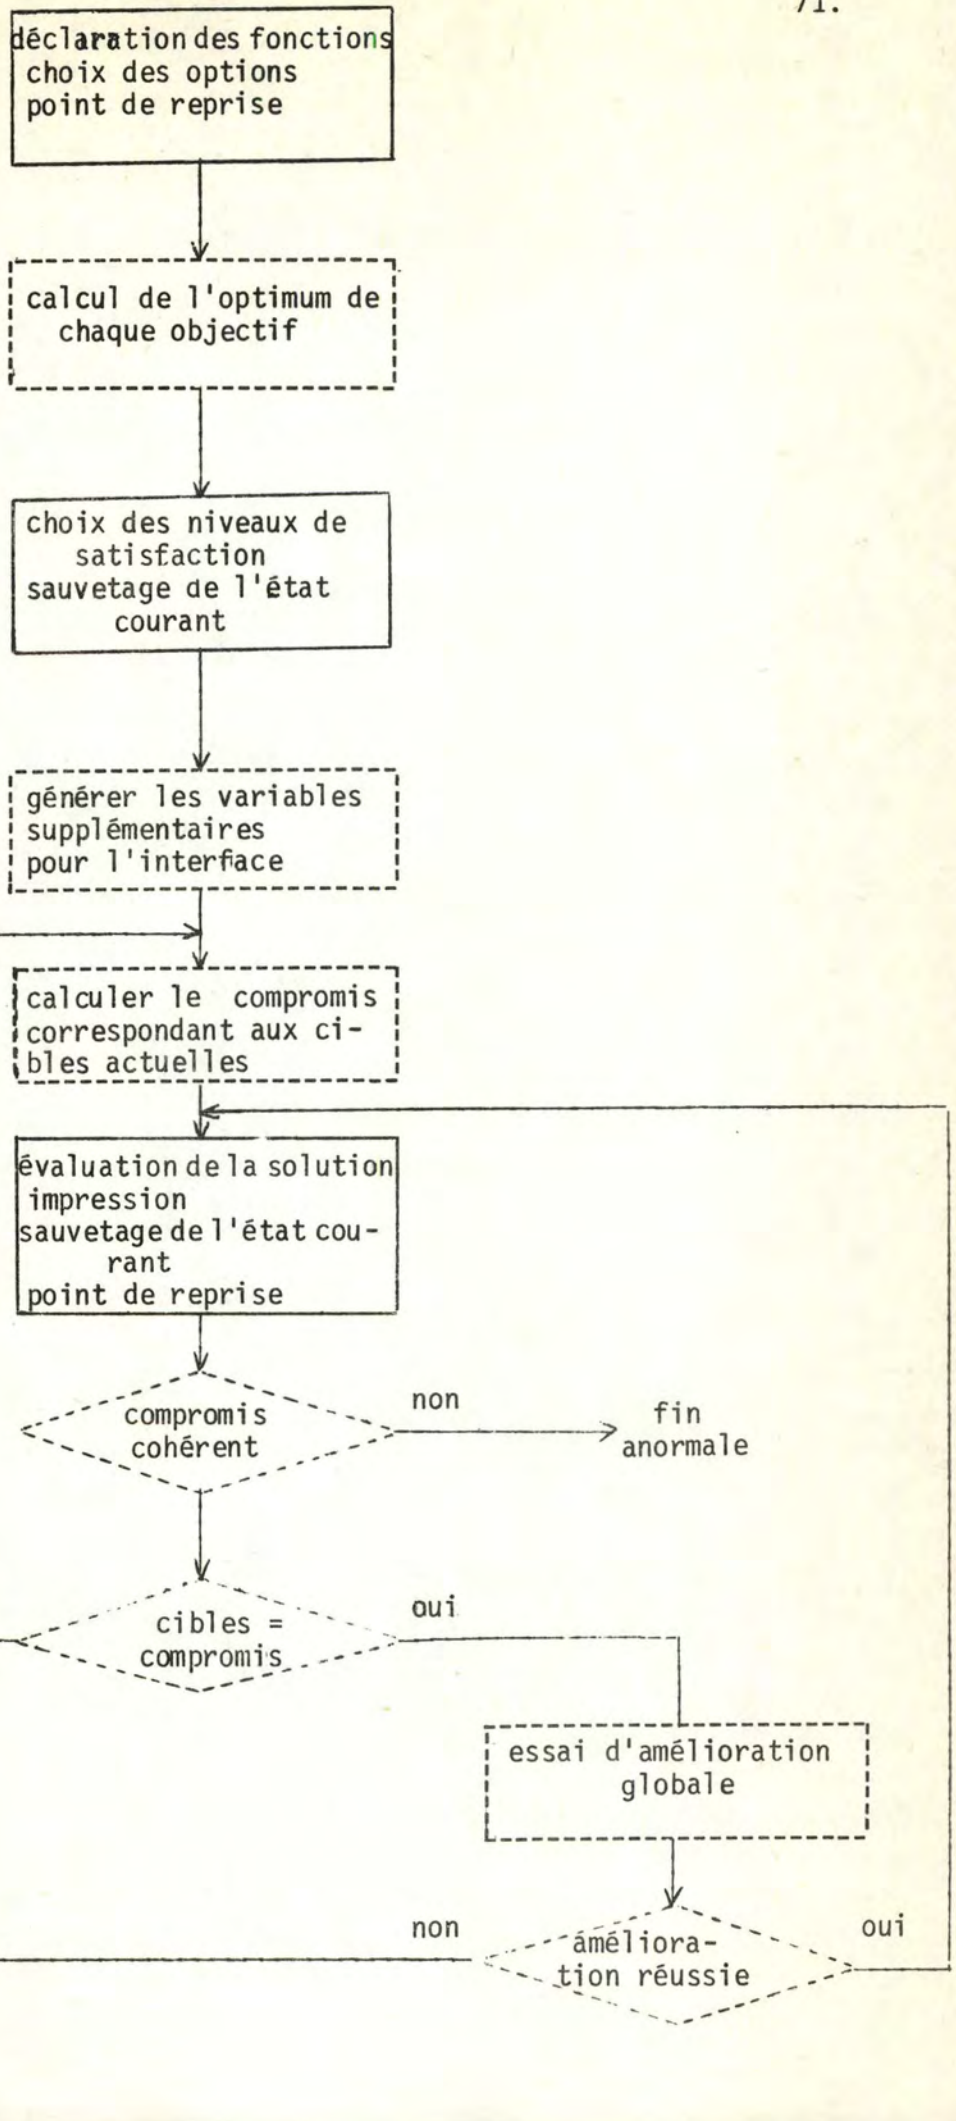 71.
déclaration des fonctions
choix des options
point de reprise
calcul de l'optimum de
chaque objectif
choix des niveaux de
satisfaction
sauvetage de l'état
courant
générer les variables
supplémentaires
pour l'interface
calculer le compromis
correspondant aux ci-
bles actuelles
évaluation de la solution
impression
sauvetage de l'état cou-
rant
point de reprise
compromis
cohérent
non
fin
anormale
cibles =
compromis
oui
essai d'amélioration
globale
améliora-
tion réussie
non
oui